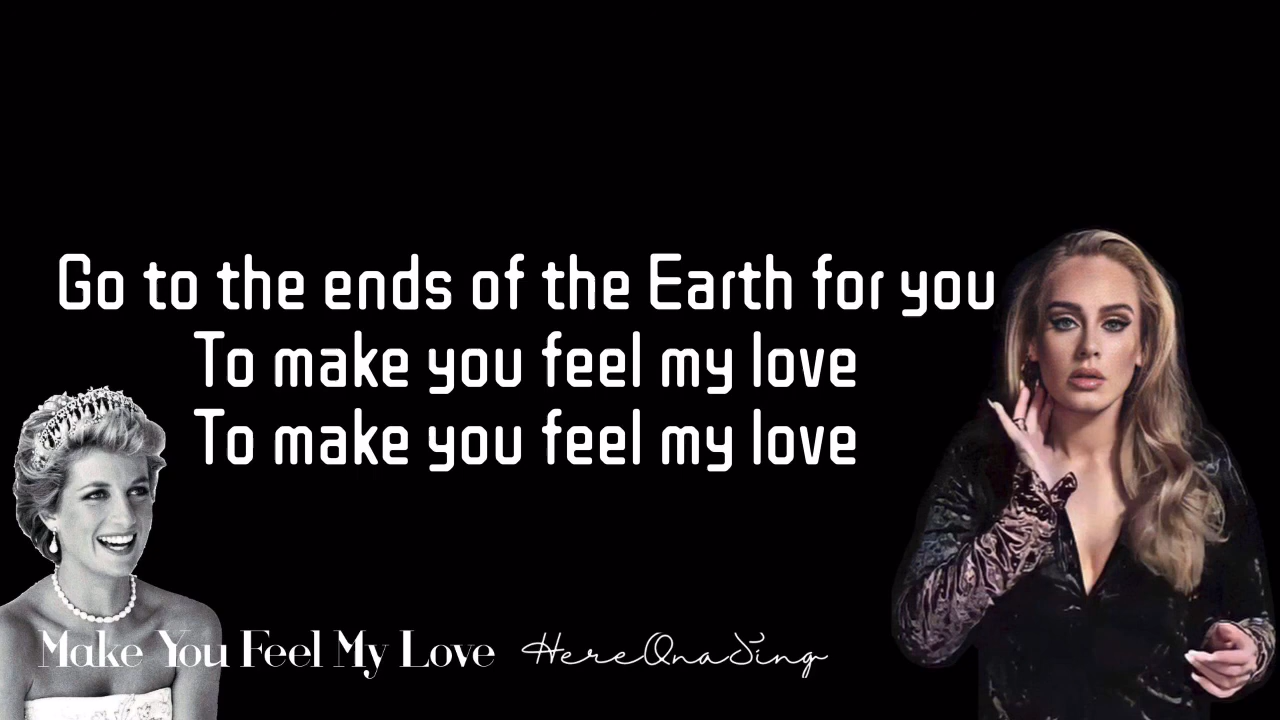 Go to the ends of the Earth for you
To make you feel my love
To make you feel my love
Make You Feel My Love HereOnaSing